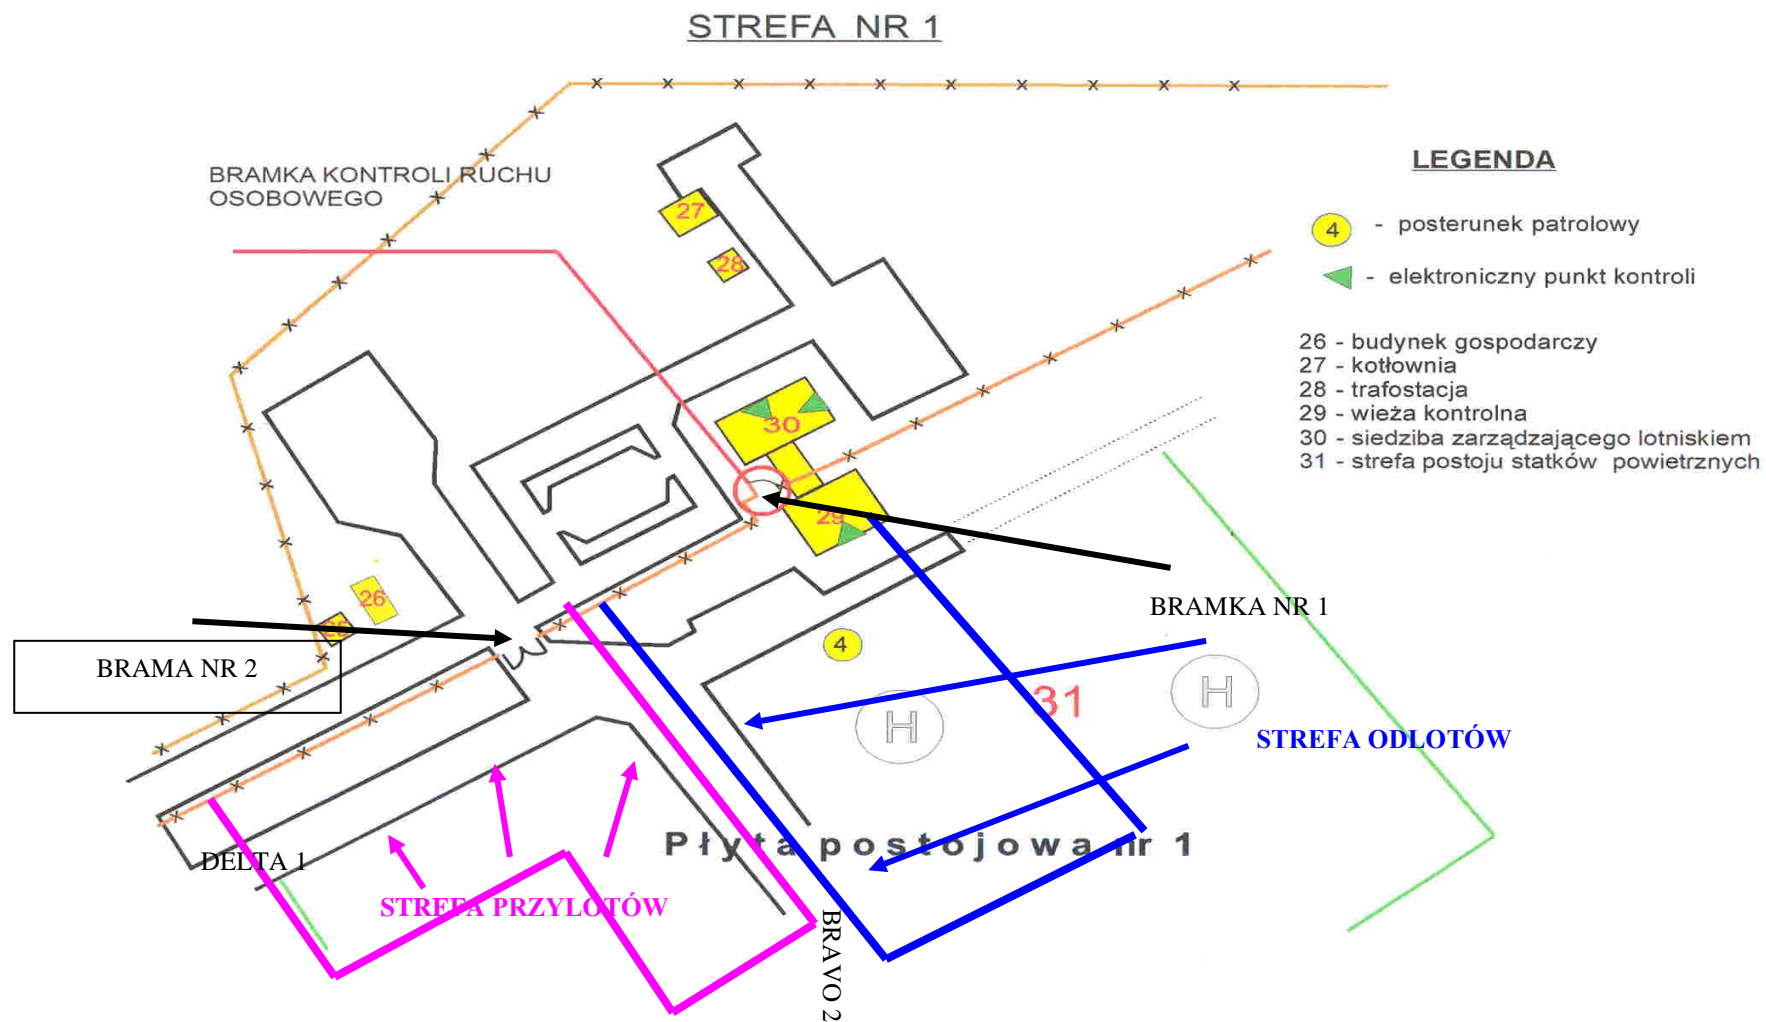 STREFA NR 1
BRAMKA KONTROLI RUCHU
OSOBOWEGO
LEGENDA
4 - posterunek patrolowy
- elektroniczny punkt kontroli
26 - budynek gospodarczy
27 - kotłownia
28 - trafostacja
29 - wieża kontrolna
30 - siedziba zarządzającego lotniskiem
31 - strefa postoju statków powietrznych
27
28
30
29
26
25
BRAMKA NR 1
4
BRAMA NR 2
H
31
H
STREFA ODLOTÓW
Płyta postojowa nr 1
DELTA 1
STREFA PRZYLOTÓW
BRAVO 2